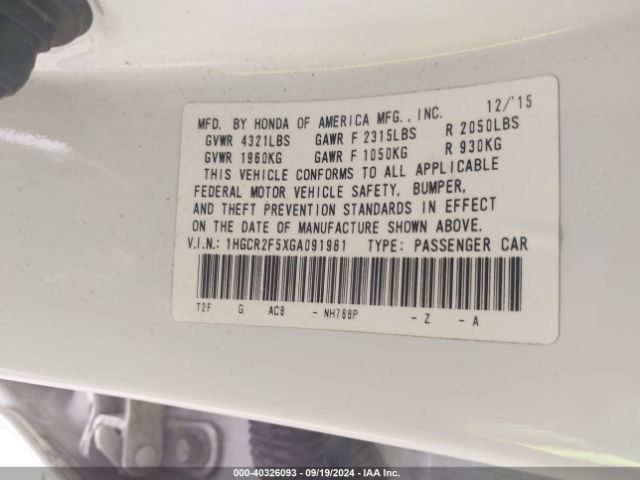 MFD. BY HONDA OF AMERICA MFG., INC. 12/'15
GVWR 4321LBS GAWR F 2315LBS R 2050LBS
GVWR 1960KG GAWR F 1050KG R 930KG
THIS VEHICLE CONFORMS TO ALL APPLICABLE
FEDERAL MOTOR VEHICLE SAFETY, BUMPER,
AND THEFT PREVENTION STANDARDS IN EFFECT
ON THE DATE OF MANUFACTURE SHOWN ABOVE.
V.I.N.: 1HGCR2F5XGA091981 TYPE: PASSENGER CAR
T2F G AC8 - NH788P - Z - A
000-40326093 - 09/19/2024 - IAA Inc.